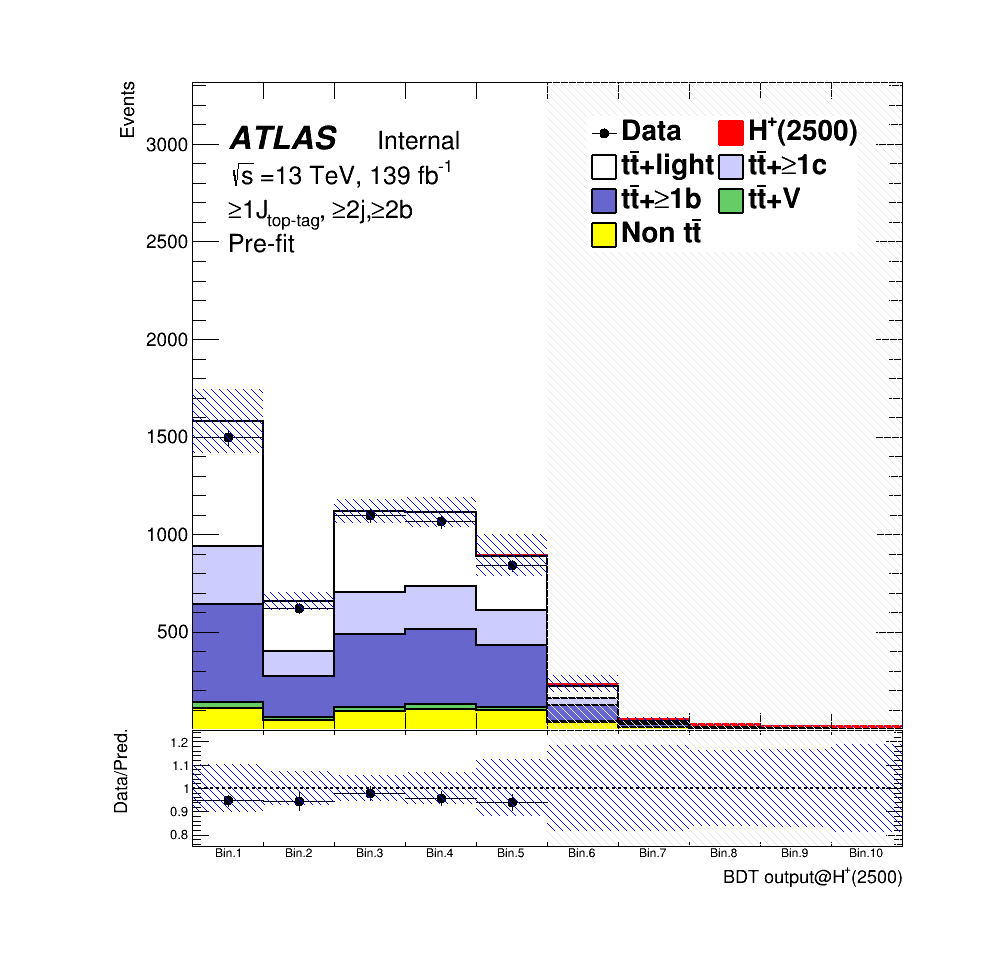 Events
3000
2500
2000
1500
1000
500
ATLAS Internal
√s =13 TeV, 139 fb⁻¹
≥1J_top-tag, ≥2j,≥2b
Pre-fit
Data
H⁺(2500)
tt̄+light
tt̄+≥1c
tt̄+≥1b
tt̄+V
Non tt̄
Data/Pred.
1.2
1.1
1
0.9
0.8
Bin.1 Bin.2 Bin.3 Bin.4 Bin.5 Bin.6 Bin.7 Bin.8 Bin.9 Bin.10
BDT output@H⁺(2500)